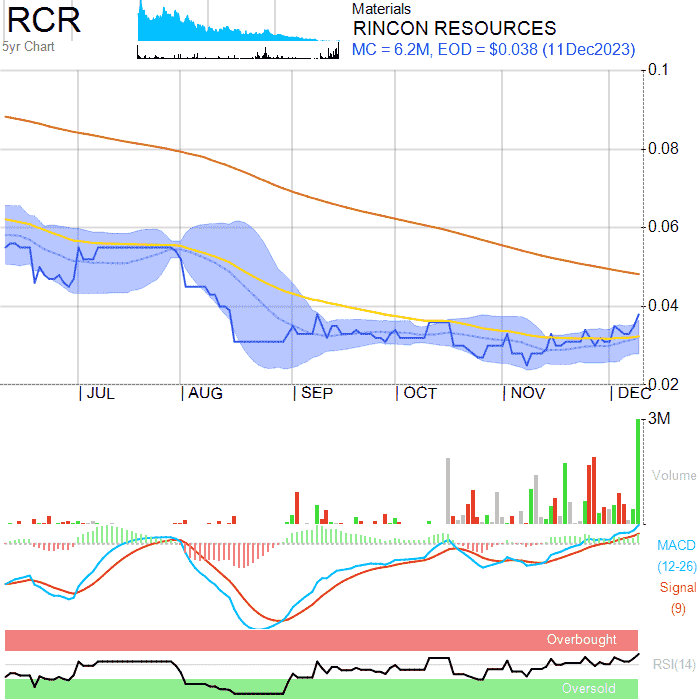 RCR
5yr Chart
Materials
RINCON RESOURCES
MC = 6.2M, EOD = $0.038 (11Dec2023)
0.1
0.08
0.06
0.04
0.02
JUL
AUG
SEP
OCT
NOV
DEC
3M
Volume
MACD
(12-26)
Signal
(9)
Overbought
RSI(14)
Oversold